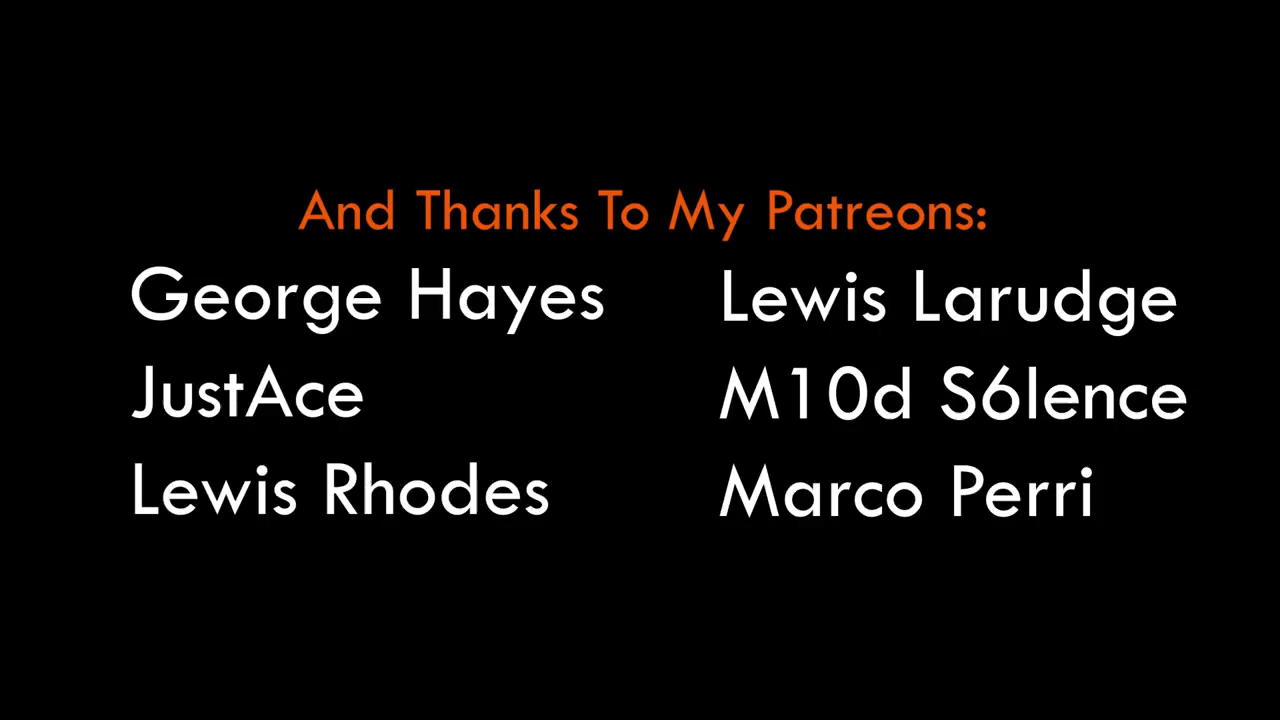 And Thanks To My Patreons:
George Hayes
JustAce
Lewis Rhodes
Lewis Larudge
M10d S6lence
Marco Perri